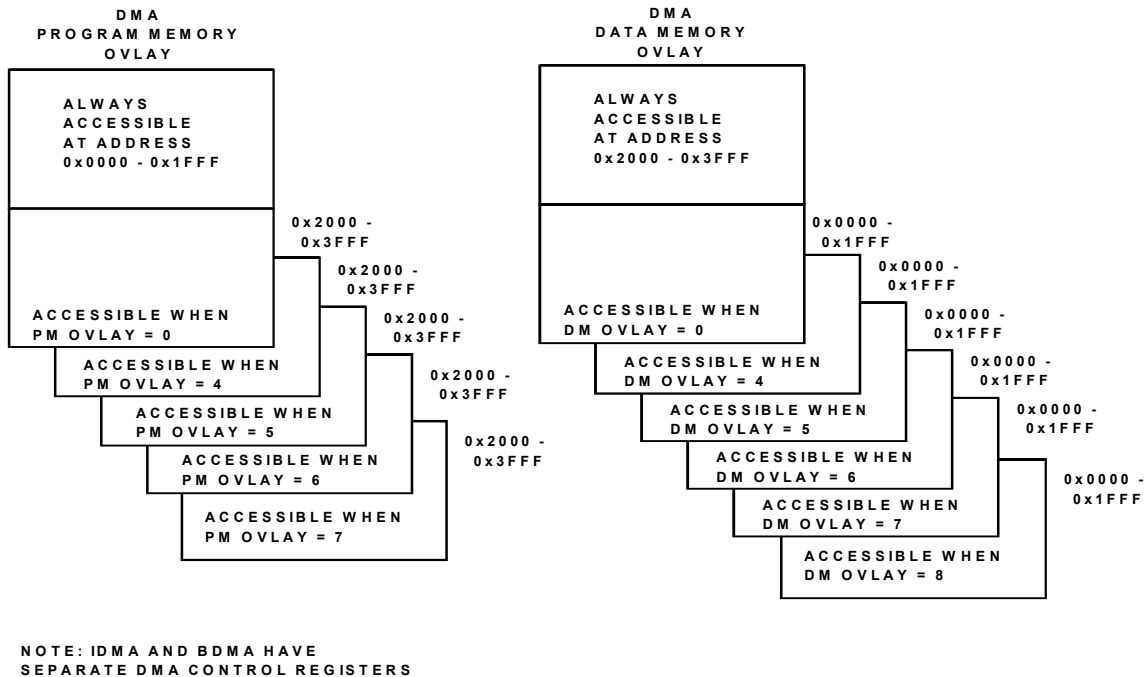 DMA
PROGRAM MEMORY
OVLAY
ALWAYS
ACCESSIBLE
AT ADDRESS
0x0000 - 0x1FFF
0x2000 -
0x3FFF
ACCESSIBLE WHEN
PM OVLAY = 0
0x2000 -
0x3FFF
ACCESSIBLE WHEN
PM OVLAY = 4
0x2000 -
0x3FFF
ACCESSIBLE WHEN
PM OVLAY = 5
0x2000 -
0x3FFF
ACCESSIBLE WHEN
PM OVLAY = 6
0x2000 -
0x3FFF
ACCESSIBLE WHEN
PM OVLAY = 7
DMA
DATA MEMORY
OVLAY
ALWAYS
ACCESSIBLE
AT ADDRESS
0x2000 - 0x3FFF
0x0000 -
0x1FFF
ACCESSIBLE WHEN
DM OVLAY = 0
0x0000 -
0x1FFF
ACCESSIBLE WHEN
DM OVLAY = 4
0x0000 -
0x1FFF
ACCESSIBLE WHEN
DM OVLAY = 5
0x0000 -
0x1FFF
ACCESSIBLE WHEN
DM OVLAY = 6
0x0000 -
0x1FFF
ACCESSIBLE WHEN
DM OVLAY = 7
0x0000 -
0x1FFF
ACCESSIBLE WHEN
DM OVLAY = 8
NOTE: IDMA AND BDMA HAVE
SEPARATE DMA CONTROL REGISTERS